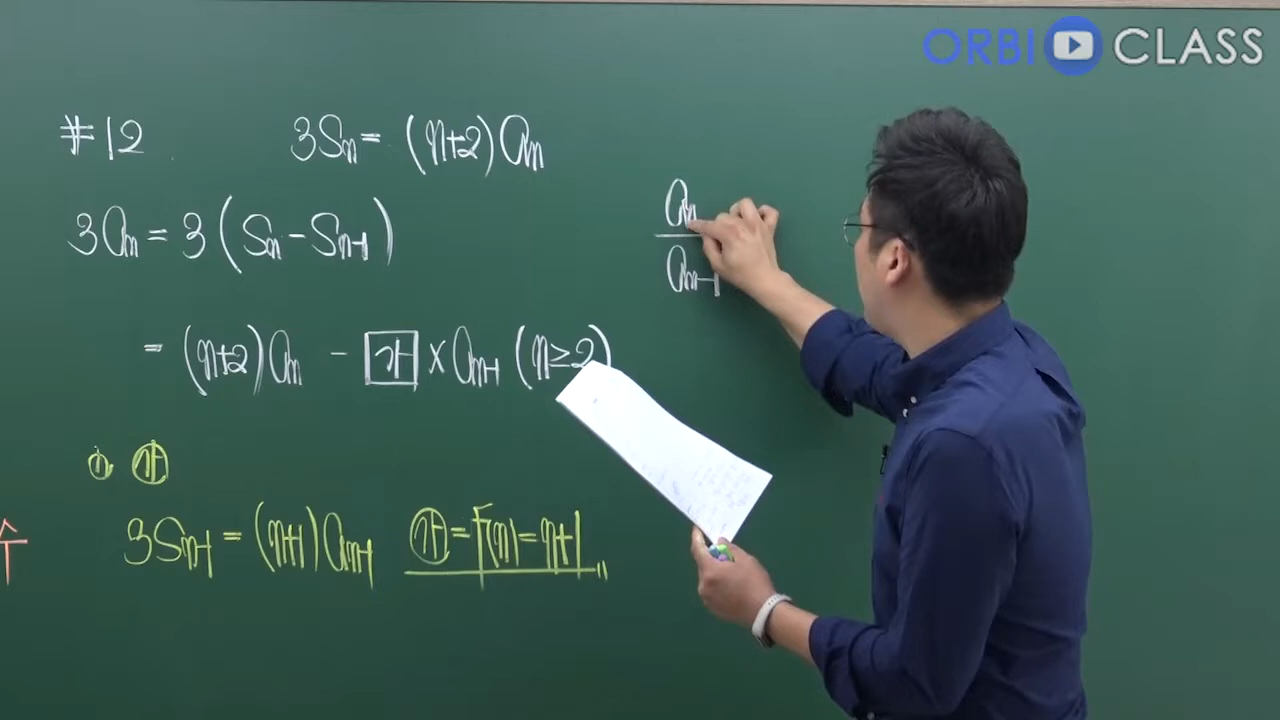 ORBI CLASS
#12 3Sn = (n+2)an
3an = 3(Sn - Sn-1)
= (n+2)an - 가 × an-1 (n≥2)
i) 가
3Sn-1 = (n+1)an-1 가 = f(n) = n+1 〃
수
an
an-1